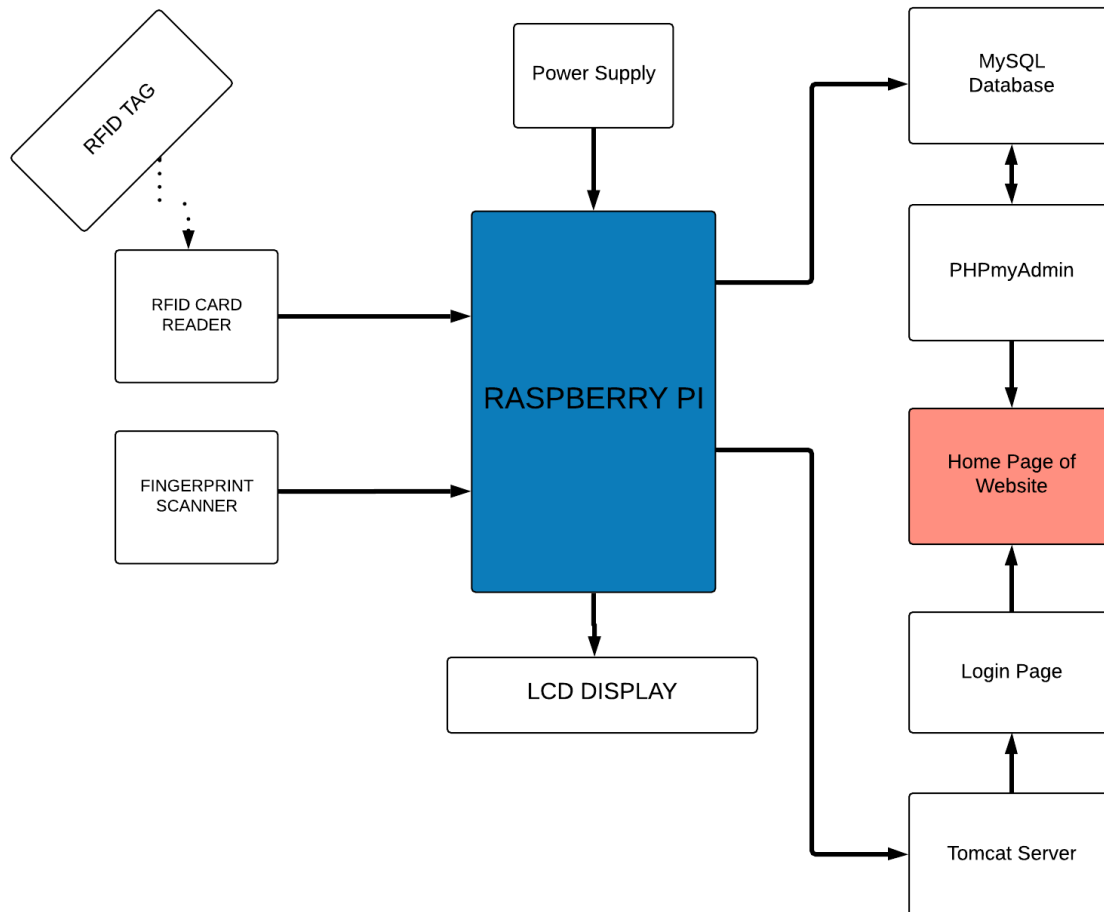 RFID TAG
Power Supply
MySQL
Database
RFID CARD
READER
PHPmyAdmin
RASPBERRY PI
FINGERPRINT
SCANNER
Home Page of
Website
LCD DISPLAY
Login Page
Tomcat Server